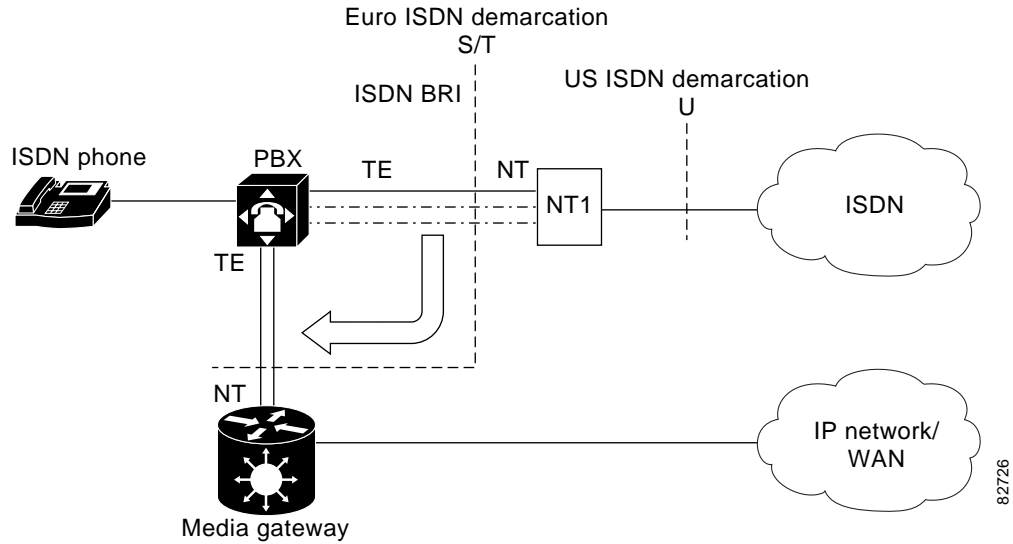 Euro ISDN demarcation
S/T
ISDN BRI
US ISDN demarcation
U
ISDN phone
PBX
TE
NT
NT1
ISDN
TE
NT
IP network/
WAN
Media gateway
82726